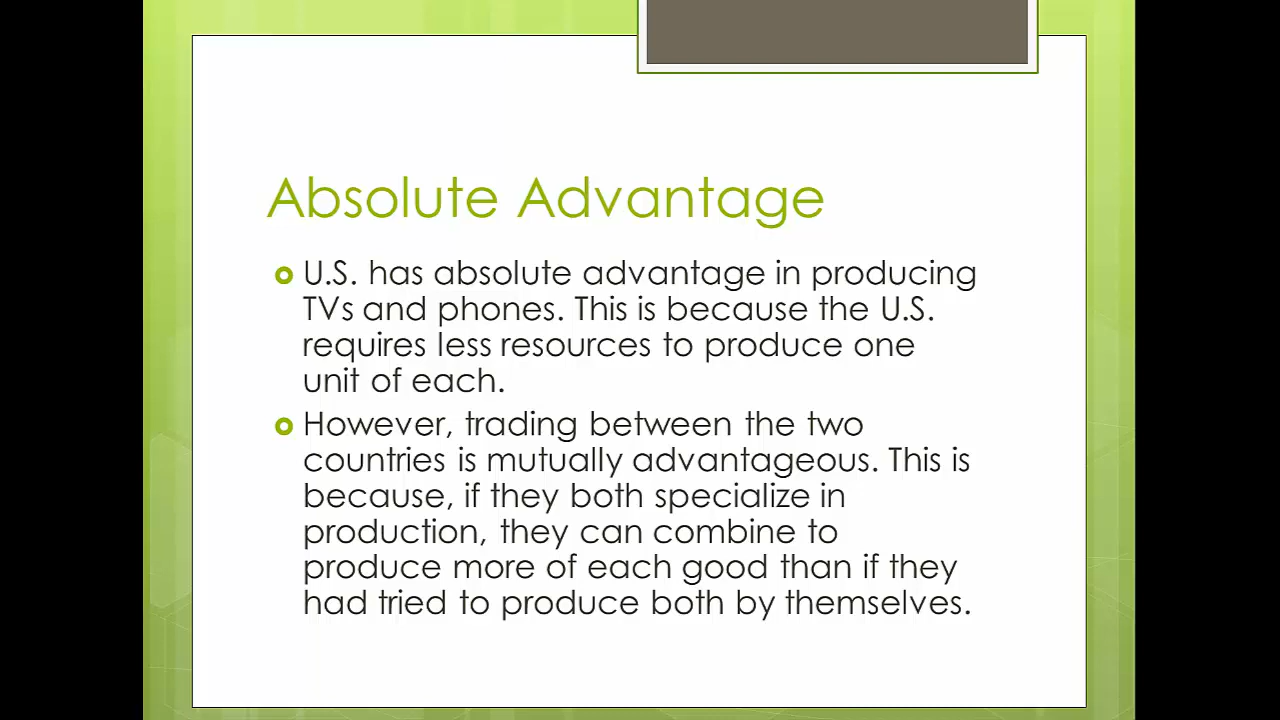 Absolute Advantage
U.S. has absolute advantage in producing
TVs and phones. This is because the U.S.
requires less resources to produce one
unit of each.
However, trading between the two
countries is mutually advantageous. This is
because, if they both specialize in
production, they can combine to
produce more of each good than if they
had tried to produce both by themselves.